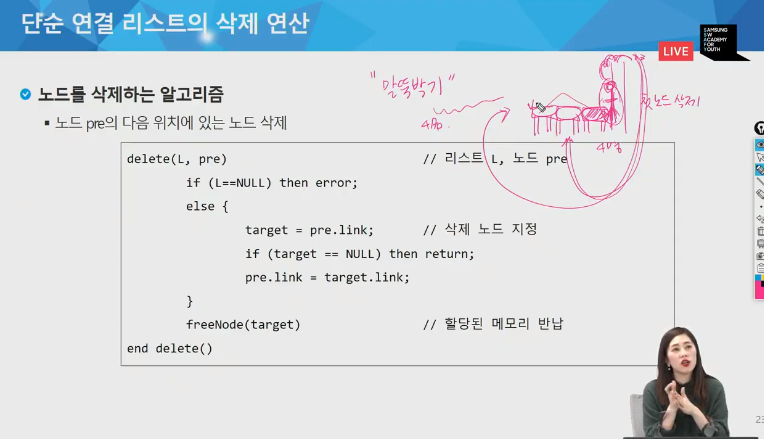 단순 연결 리스트의 삭제 연산
SAMSUNG
SW ACADEMY
FOR
YOUTH
LIVE
노드를 삭제하는 알고리즘
노드 pre의 다음 위치에 있는 노드 삭제
"말뚝박기"
4명.
첫 노드 삭제
4명
delete(L, pre) // 리스트 L, 노드 pre
if (L==NULL) then error;
else {
target = pre.link; // 삭제 노드 지정
if (target == NULL) then return;
pre.link = target.link;
}
freeNode(target) // 할당된 메모리 반납
end delete()
23